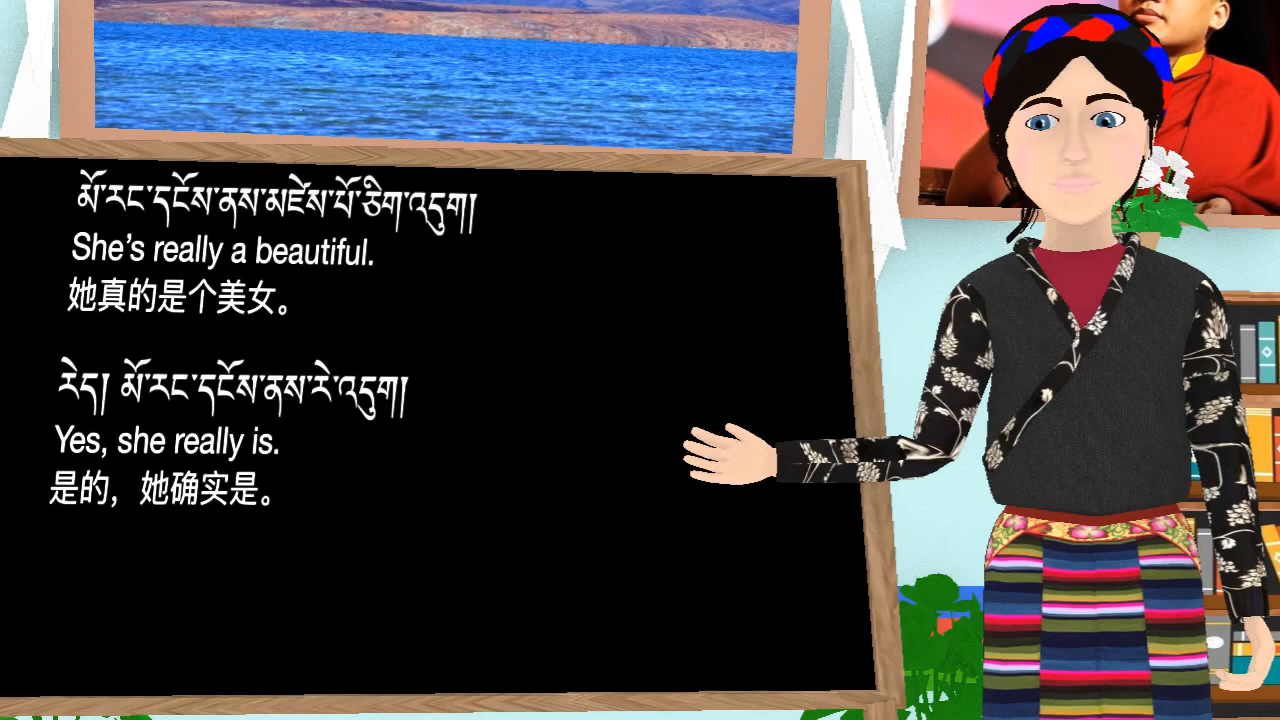 མོ་རང་དངོས་ནས་མཛེས་པོ་ཅིག་འདུག།
She’s really a beautiful.
她真的是个美女。
རེད། མོ་རང་དངོས་ནས་རེ་འདུག།
Yes, she really is.
是的，她确实是。